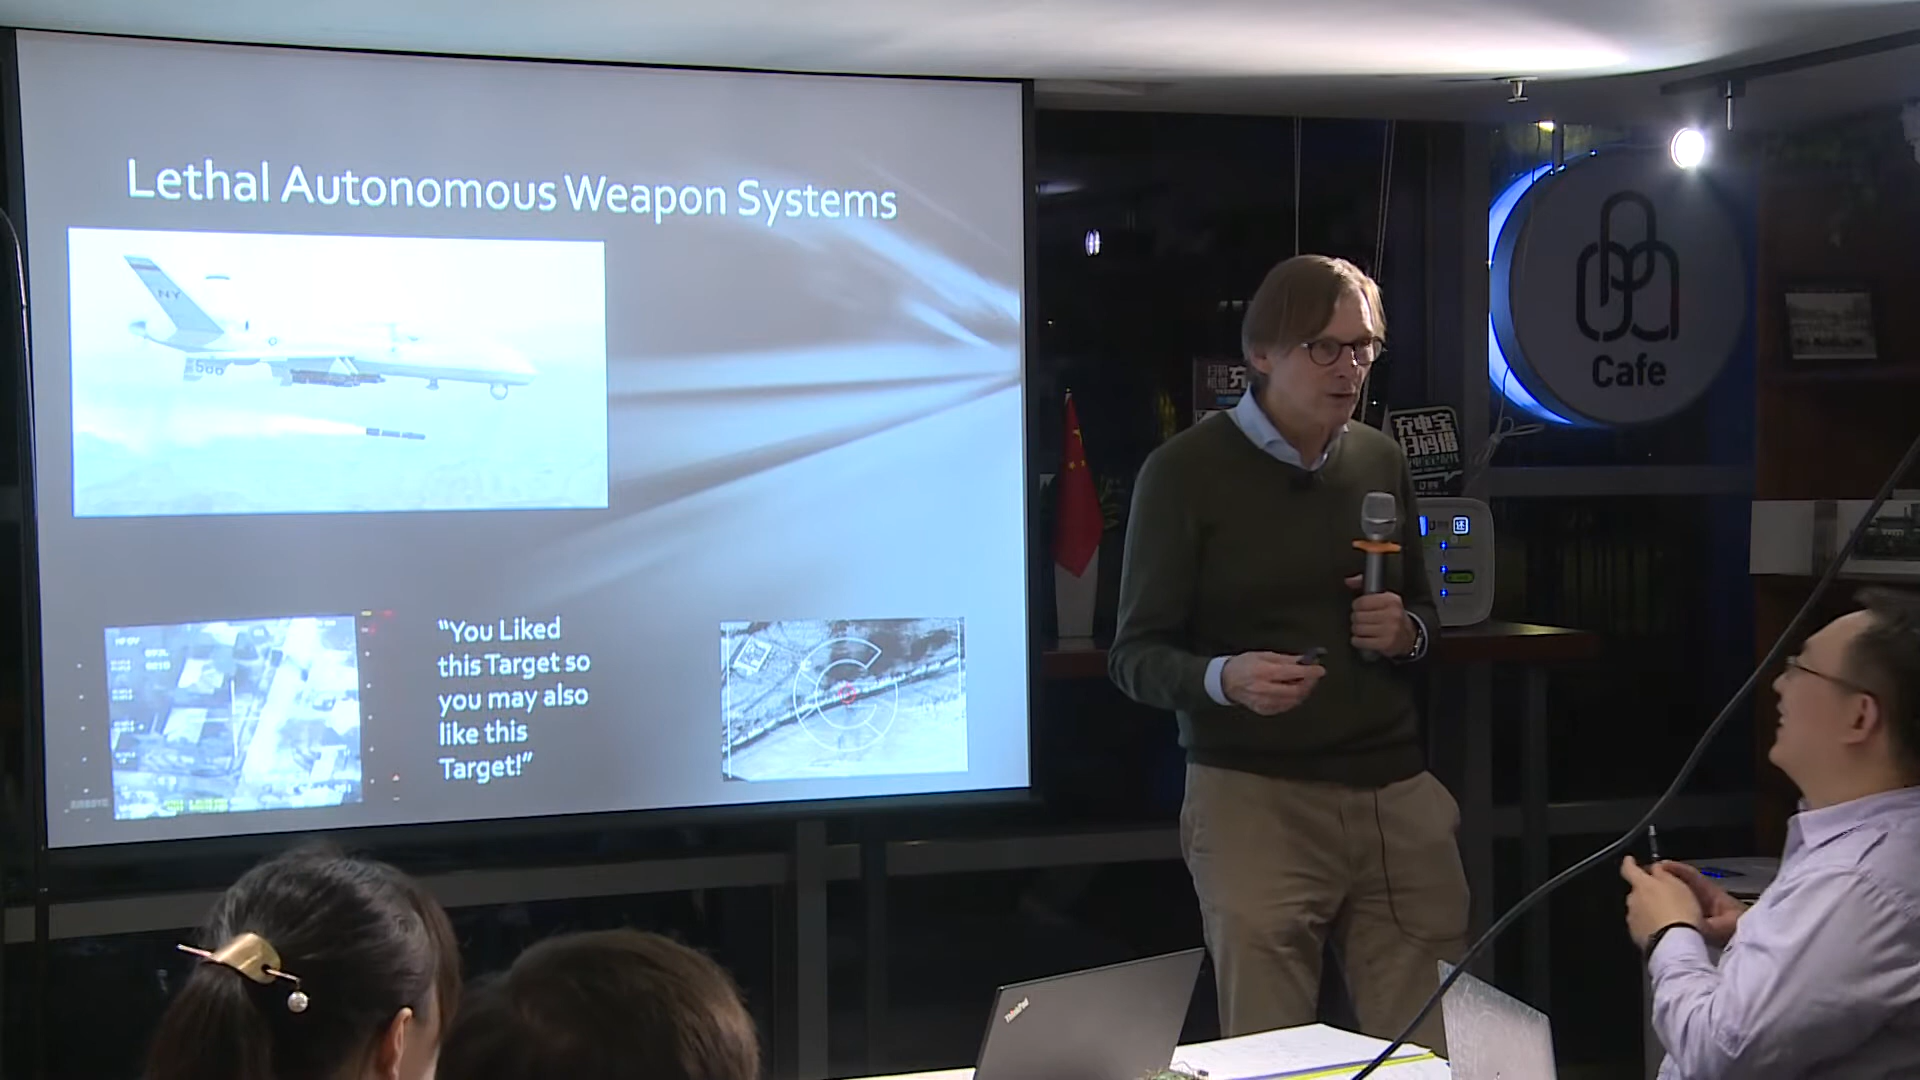 Lethal Autonomous Weapon Systems
NY
"You Liked
this Target so
you may also
like this
Target!"
Cafe
充电宝
扫码借
还
ThinkPad